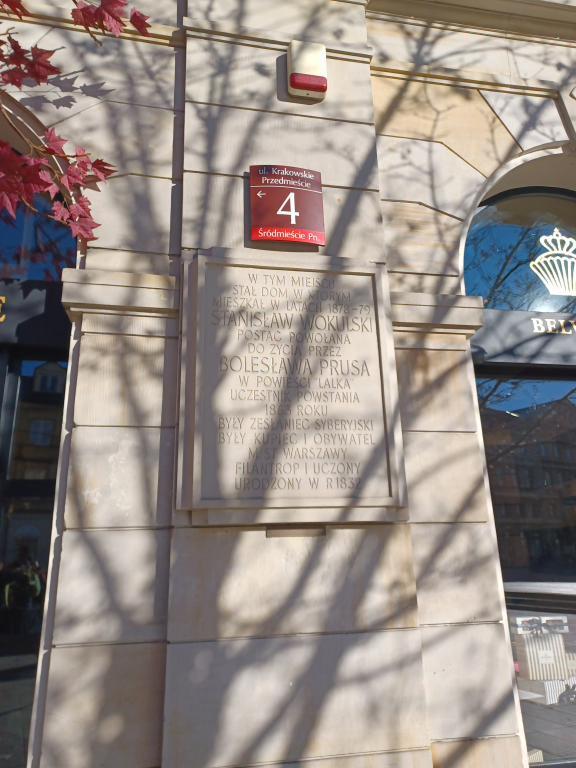 ul. Krakowskie
Przedmieście
← 4
Śródmieście Pn.
W TYM MIEJSCU
STAŁ DOM W KTÓRYM
MIESZKAŁ W LATACH 1878-79
STANISŁAW WOKULSKI
POSTAĆ POWOŁANA
DO ŻYCIA PRZEZ
BOLESŁAWA PRUSA
W POWIEŚCI "LALKA"
UCZESTNIK POWSTANIA
1863 ROKU
BYŁY ZESŁANIEC SYBERYJSKI
BYŁY KUPIEC I OBYWATEL
M. ST. WARSZAWY
FILANTROP I UCZONY
URODZONY W R 1832
E
BELV